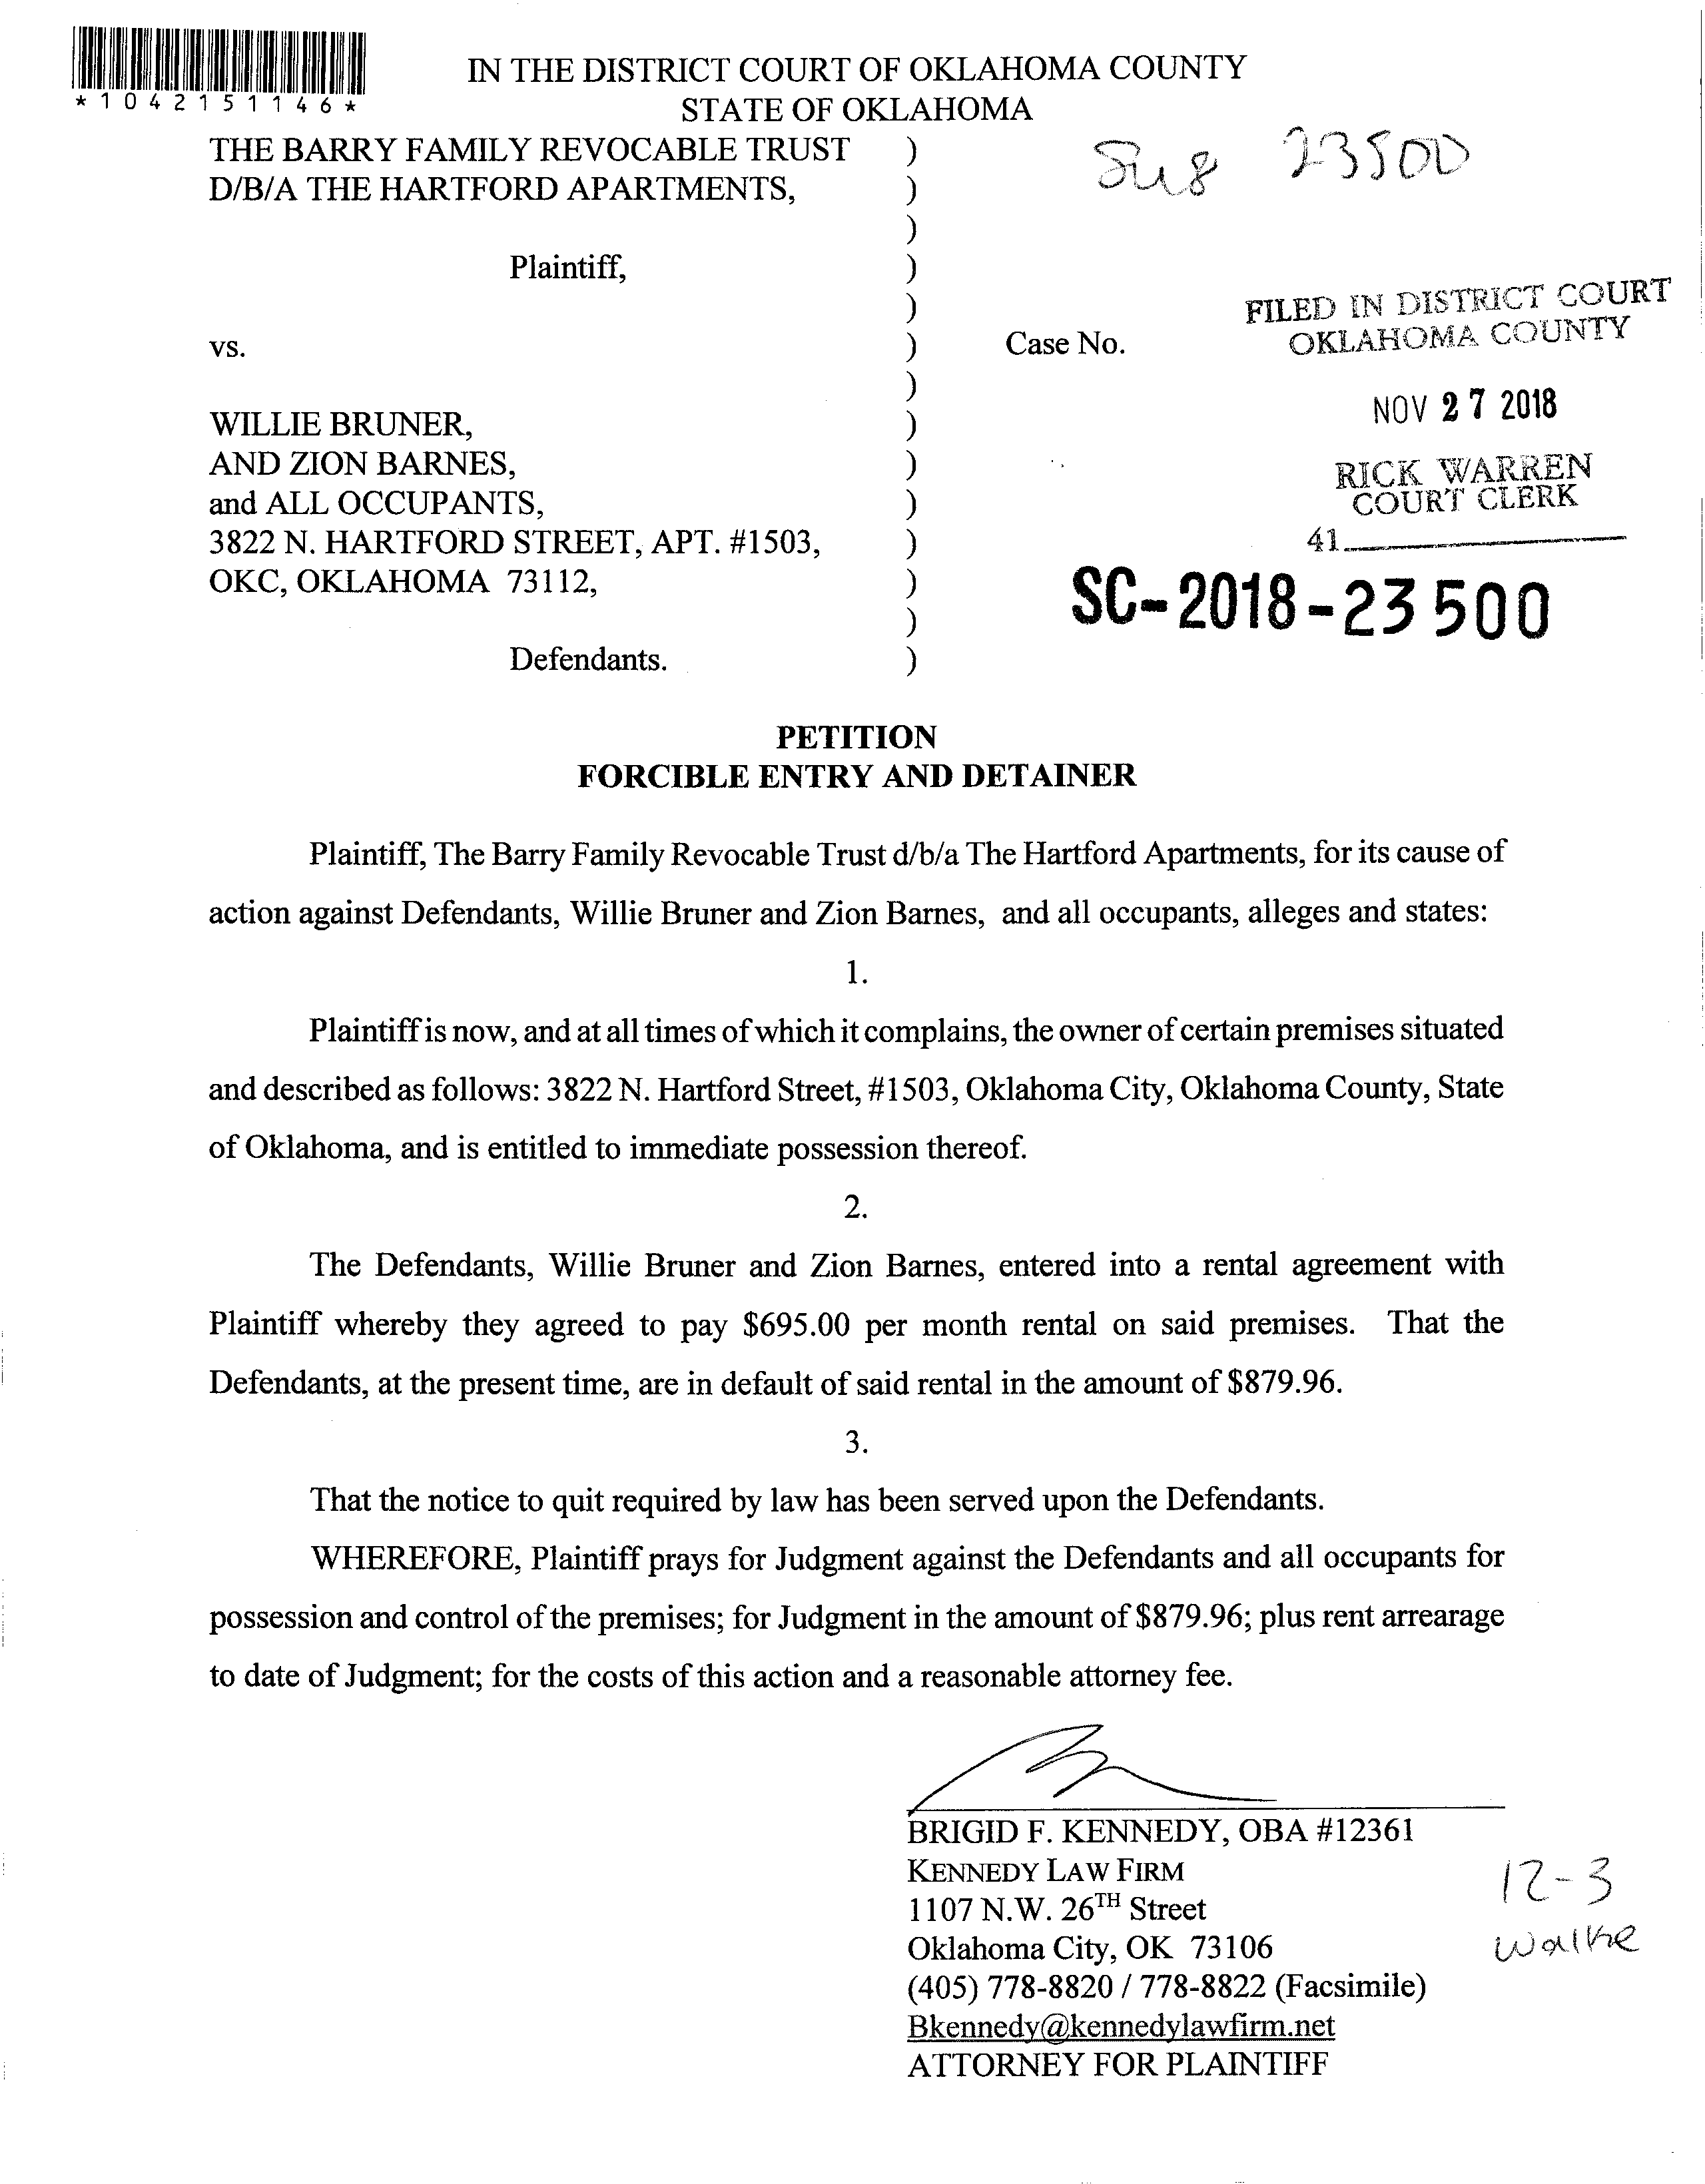 *1042151146*
IN THE DISTRICT COURT OF OKLAHOMA COUNTY
STATE OF OKLAHOMA
THE BARRY FAMILY REVOCABLE TRUST )
D/B/A THE HARTFORD APARTMENTS, )
23500
)
Plaintiff, )
)
vs. ) Case No.
FILED IN DISTRICT COURT
OKLAHOMA COUNTY
)
NOV 27 2018
WILLIE BRUNER, )
AND ZION BARNES, )
RICK WARREN
COURT CLERK
and ALL OCCUPANTS, )
3822 N. HARTFORD STREET, APT. #1503, )
41
OKC, OKLAHOMA 73112, )
SC-2018-23500
)
Defendants. )
PETITION
FORCIBLE ENTRY AND DETAINER
Plaintiff, The Barry Family Revocable Trust d/b/a The Hartford Apartments, for its cause of
action against Defendants, Willie Bruner and Zion Barnes, and all occupants, alleges and states:
1.
Plaintiff is now, and at all times of which it complains, the owner of certain premises situated
and described as follows: 3822 N. Hartford Street, #1503, Oklahoma City, Oklahoma County, State
of Oklahoma, and is entitled to immediate possession thereof.
2.
The Defendants, Willie Bruner and Zion Barnes, entered into a rental agreement with
Plaintiff whereby they agreed to pay $695.00 per month rental on said premises. That the
Defendants, at the present time, are in default of said rental in the amount of $879.96.
3.
That the notice to quit required by law has been served upon the Defendants.
WHEREFORE, Plaintiff prays for Judgment against the Defendants and all occupants for
possession and control of the premises; for Judgment in the amount of $879.96; plus rent arrearage
to date of Judgment; for the costs of this action and a reasonable attorney fee.
BRIGID F. KENNEDY, OBA #12361
KENNEDY LAW FIRM
1107 N.W. 26TH Street
Oklahoma City, OK 73106
(405) 778-8820 / 778-8822 (Facsimile)
Bkennedy@kennedylawfirm.net
ATTORNEY FOR PLAINTIFF
12-3
Walke